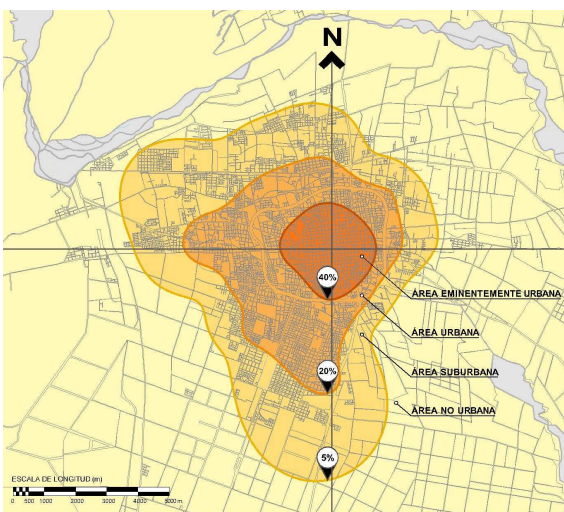 N
40%
ÁREA EMINENTEMENTE URBANA
ÁREA URBANA
20%
ÁREA SUBURBANA
ÁREA NO URBANA
5%
ESCALA DE LONGITUD (m)
0 500 1000 2000 3000 4000 5000 m.